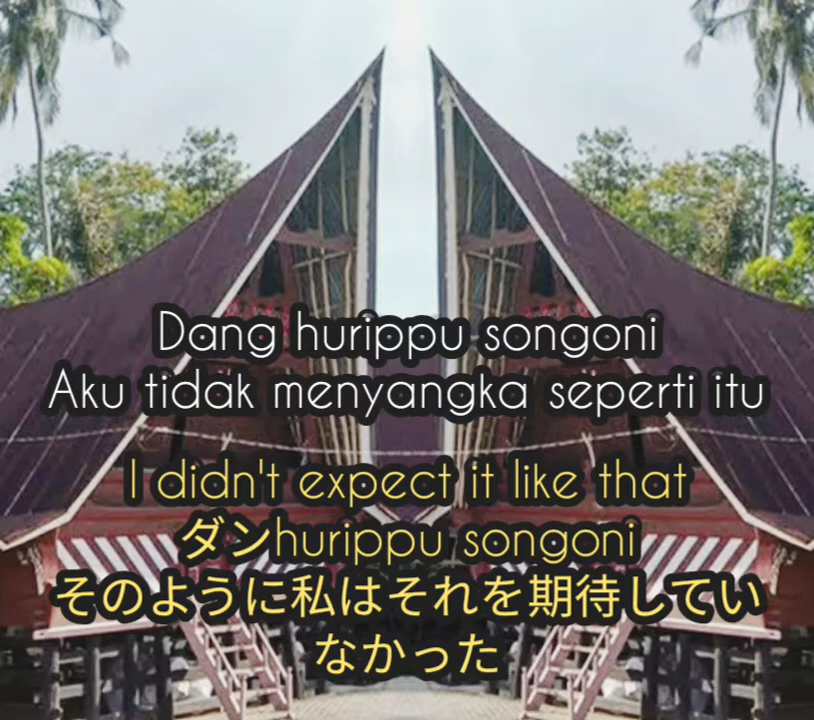 Dang hurippu songoni
Aku tidak menyangka seperti itu
I didn't expect it like that
ダンhurippu songoni
そのように私はそれを期待してい
なかった